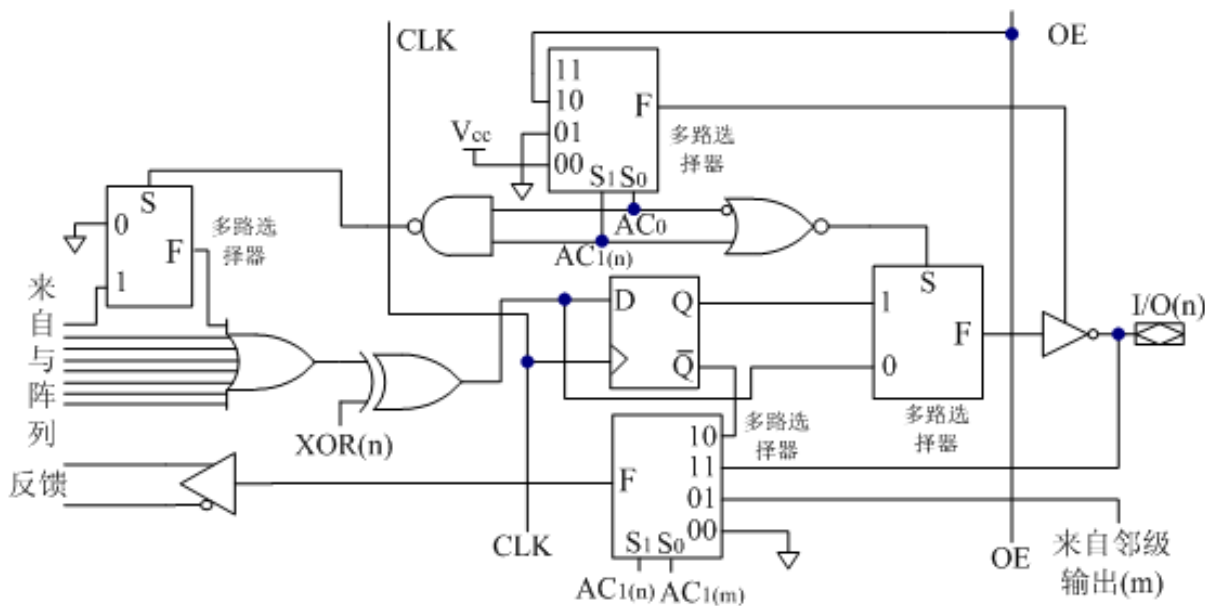 CLK
OE
11
10
01
00
F
S1 S0
Vcc
多路选
择器
AC0
AC1(n)
S
0
1
F
多路选
择器
来
自
与
阵
列
XOR(n)
D
Q
Q̅
S
1
0
F
多路选
择器
I/O(n)
多路选
择器
10
11
01
00
F
S1 S0
AC1(n) AC1(m)
反馈
CLK
OE
来自邻级
输出(m)